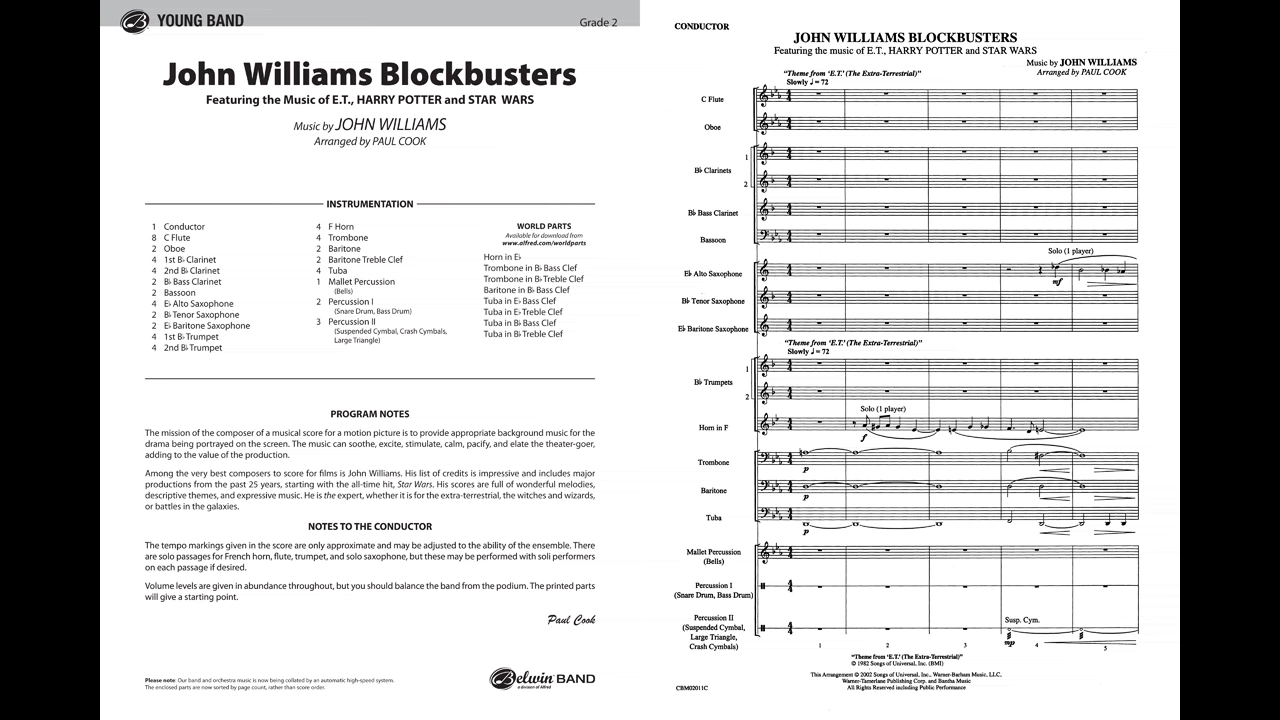 YOUNG BAND
Grade 2
John Williams Blockbusters
Featuring the Music of E.T., HARRY POTTER and STAR WARS
Music by JOHN WILLIAMS
Arranged by PAUL COOK
INSTRUMENTATION
1 Conductor
8 C Flute
2 Oboe
4 1st B♭ Clarinet
4 2nd B♭ Clarinet
2 B♭ Bass Clarinet
2 Bassoon
4 E♭ Alto Saxophone
2 B♭ Tenor Saxophone
2 E♭ Baritone Saxophone
4 1st B♭ Trumpet
4 2nd B♭ Trumpet
4 F Horn
4 Trombone
2 Baritone
2 Baritone Treble Clef
4 Tuba
1 Mallet Percussion
(Bells)
2 Percussion I
(Snare Drum, Bass Drum)
3 Percussion II
(Suspended Cymbal, Crash Cymbals,
Large Triangle)
WORLD PARTS
Available for download from
www.alfred.com/worldparts
Horn in E♭
Trombone in B♭ Bass Clef
Trombone in B♭ Treble Clef
Baritone in B♭ Bass Clef
Tuba in E♭ Bass Clef
Tuba in E♭ Treble Clef
Tuba in B♭ Bass Clef
Tuba in B♭ Treble Clef
PROGRAM NOTES
The mission of the composer of a musical score for a motion picture is to provide appropriate background music for the
drama being portrayed on the screen. The music can soothe, excite, stimulate, calm, pacify, and elate the theater-goer,
adding to the value of the production.
Among the very best composers to score for films is John Williams. His list of credits is impressive and includes major
productions from the past 25 years, starting with the all-time hit, Star Wars. His scores are full of wonderful melodies,
descriptive themes, and expressive music. He is the expert, whether it is for the extra-terrestrial, the witches and wizards,
or battles in the galaxies.
NOTES TO THE CONDUCTOR
The tempo markings given in the score are only approximate and may be adjusted to the ability of the ensemble. There
are solo passages for French horn, flute, trumpet, and solo saxophone, but these may be performed with soli performers
on each passage if desired.
Volume levels are given in abundance throughout, but you should balance the band from the podium. The printed parts
will give a starting point.
Paul Cook
Please note: Our band and orchestra music is now being collated by an automatic high-speed system.
The enclosed parts are now sorted by page count, rather than score order.
Belwin BAND
a division of Alfred
CONDUCTOR
JOHN WILLIAMS BLOCKBUSTERS
Featuring the music of E.T., HARRY POTTER and STAR WARS
Music by JOHN WILLIAMS
Arranged by PAUL COOK
"Theme from 'E.T.' (The Extra-Terrestrial)"
Slowly ♩ = 72
C Flute
Oboe
B♭ Clarinets
1
2
B♭ Bass Clarinet
Bassoon
Solo (1 player)
E♭ Alto Saxophone
mf
B♭ Tenor Saxophone
E♭ Baritone Saxophone
"Theme from 'E.T.' (The Extra-Terrestrial)"
Slowly ♩ = 72
B♭ Trumpets
1
2
Solo (1 player)
Horn in F
f
Trombone
p
Baritone
p
Tuba
p
Mallet Percussion
(Bells)
Percussion I
(Snare Drum, Bass Drum)
Percussion II
(Suspended Cymbal,
Large Triangle,
Crash Cymbals)
Susp. Cym.
mp
1 2 3 4 5
"Theme from 'E.T.' (The Extra-Terrestrial)"
© 1982 Songs of Universal, Inc. (BMI)
This Arrangement © 2002 Songs of Universal, Inc., Warner-Barham Music, LLC,
Warner-Tamerlane Publishing Corp. and Bantha Music
All Rights Reserved including Public Performance
CBM02011C